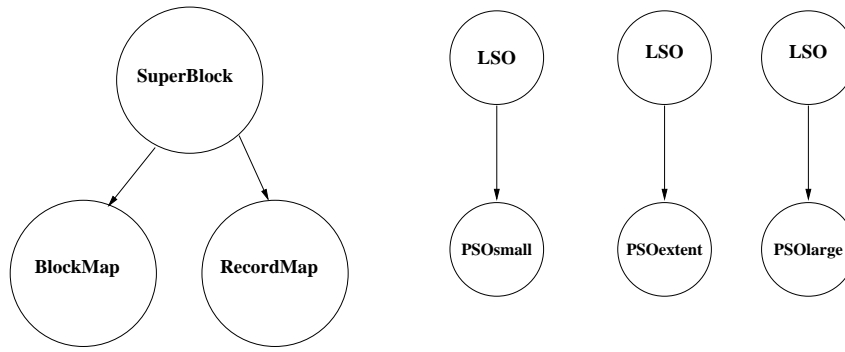 SuperBlock
BlockMap
RecordMap
LSO
LSO
LSO
PSOsmall
PSOextent
PSOlarge